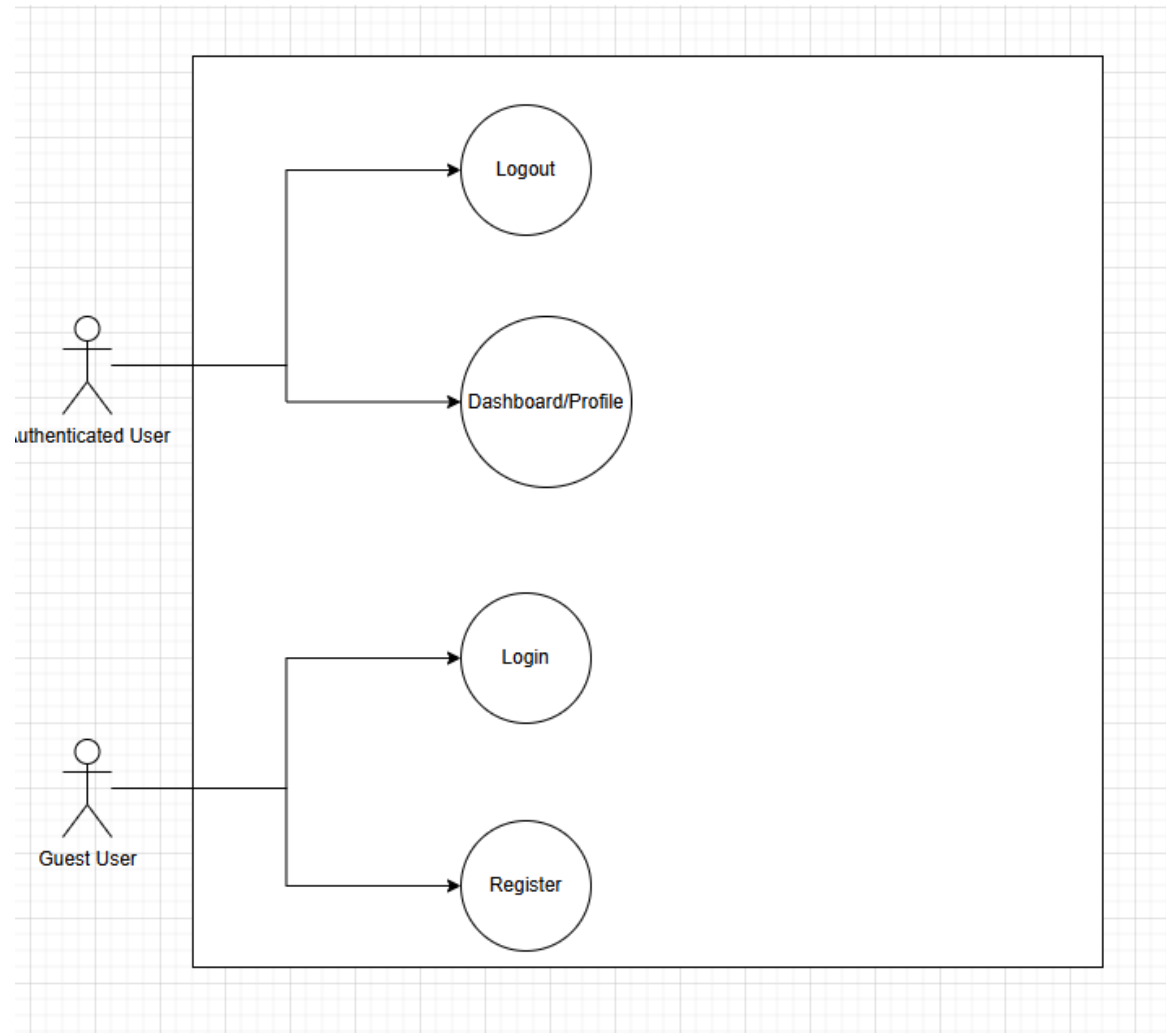 Logout
Dashboard/Profile
uthenticated User
Login
Guest User
Register